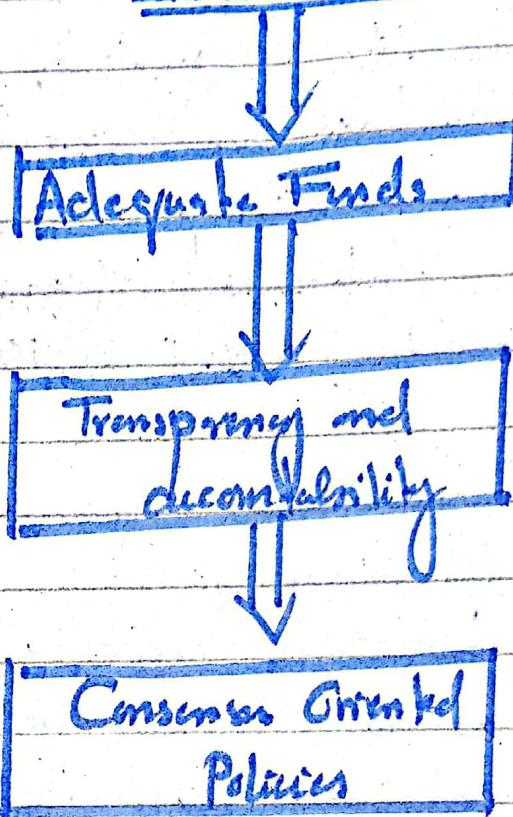 Adequate Funds
Transparency and
accountability
Consensus Oriented
Policies